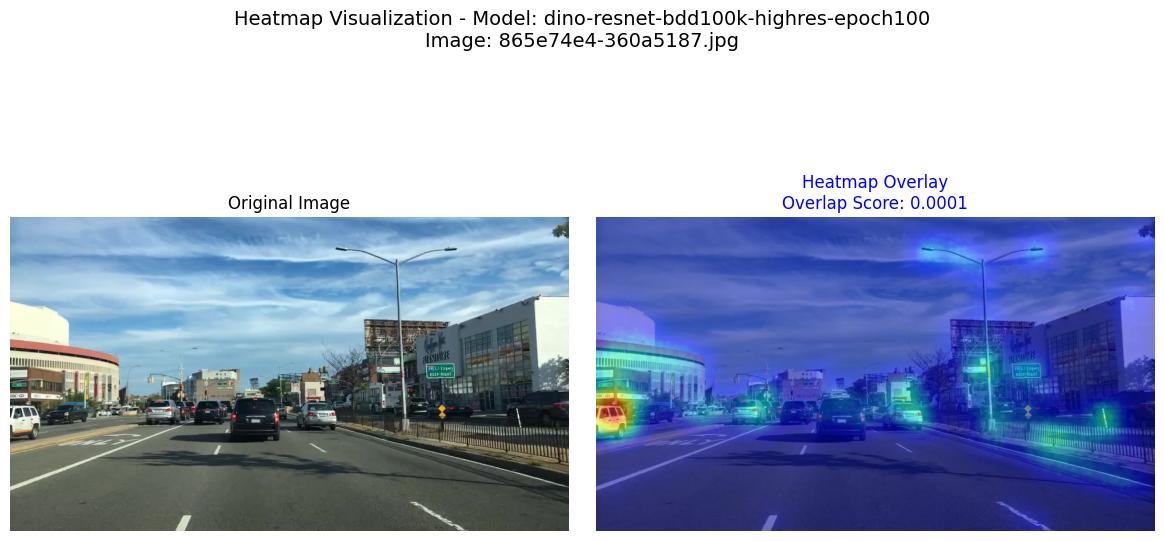 Heatmap Visualization - Model: dino-resnet-bdd100k-highres-epoch100
Image: 865e74e4-360a5187.jpg
Original Image
Heatmap Overlay
Overlap Score: 0.0001